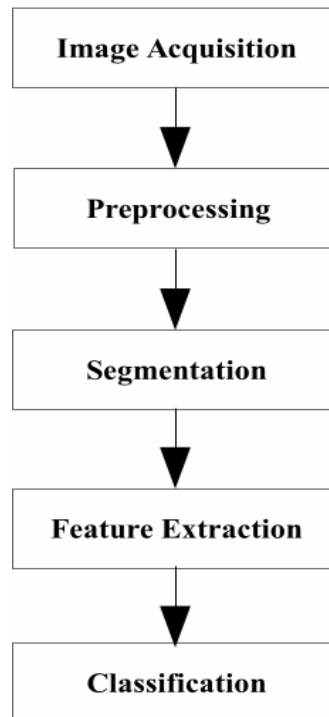 Image Acquisition
Preprocessing
Segmentation
Feature Extraction
Classification